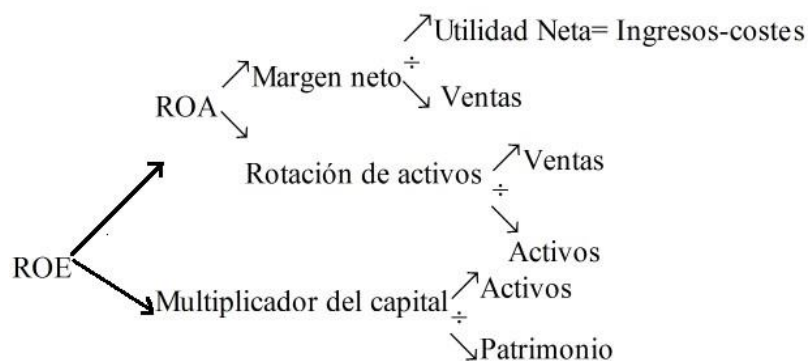 Utilidad Neta= Ingresos-costes
÷
Margen neto
Ventas
ROA
Rotación de activos
Ventas
÷
Activos
ROE
Multiplicador del capital
Activos
÷
Patrimonio